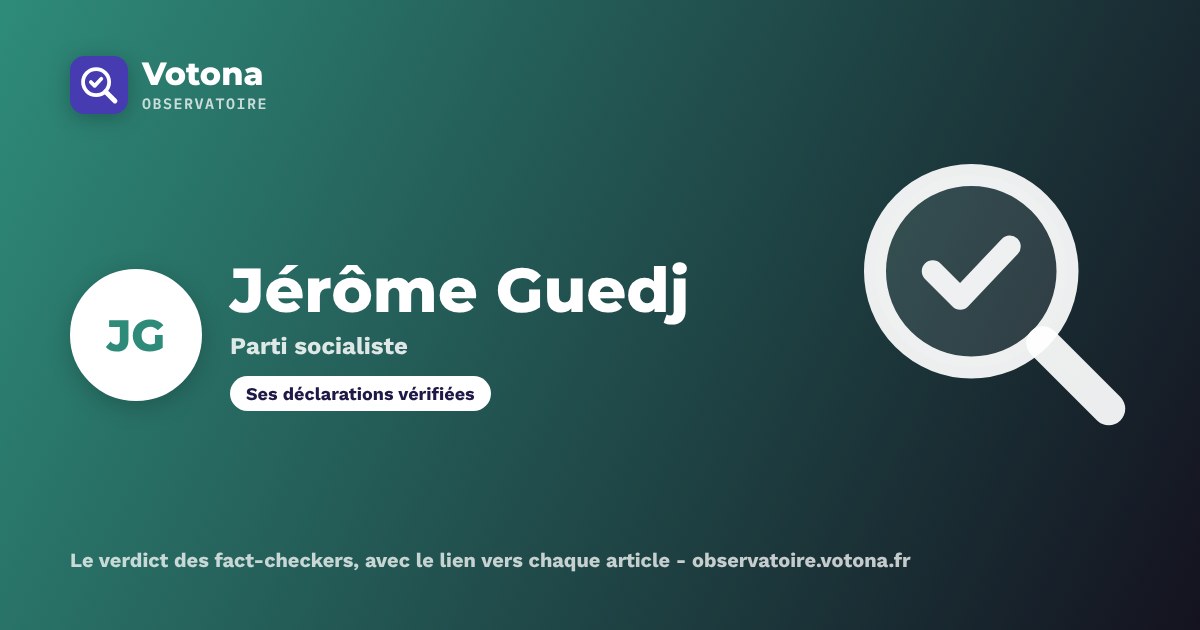 Votona
OBSERVATOIRE
JG
Jérôme Guedj
Parti socialiste
Ses déclarations vérifiées
Le verdict des fact-checkers, avec le lien vers chaque article - observatoire.votona.fr